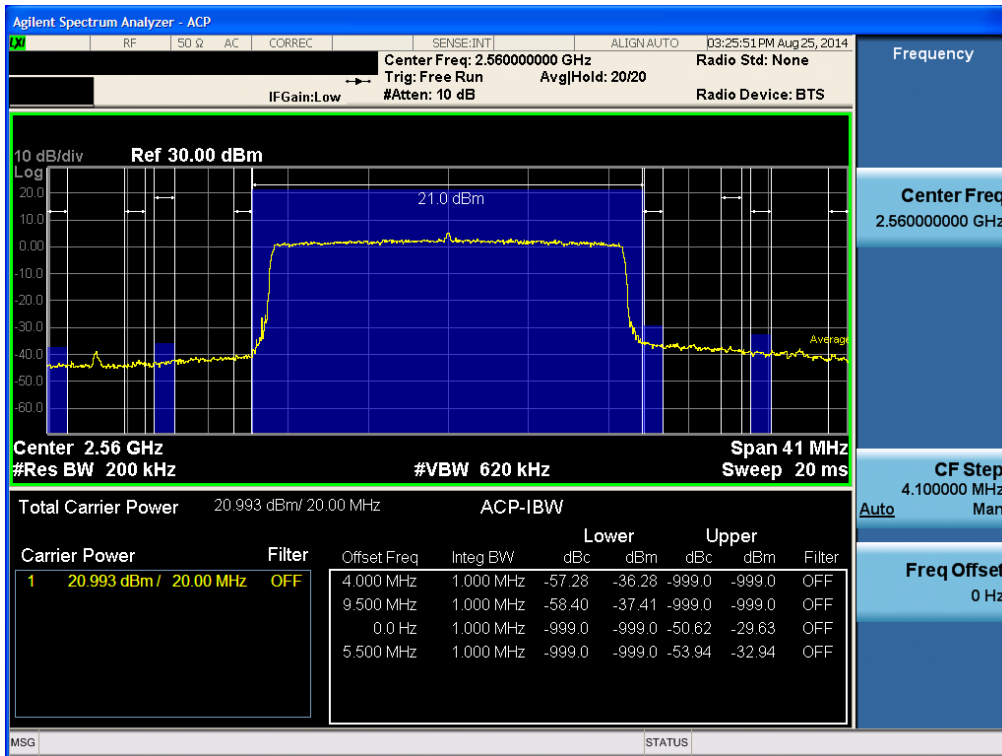 Agilent Spectrum Analyzer - ACP
LXI RF 50 Ω AC CORREC SENSE:INT ALIGN AUTO 03:25:51 PM Aug 25, 2014
Center Freq: 2.560000000 GHz Radio Std: None
Trig: Free Run Avg|Hold: 20/20
IFGain:Low #Atten: 10 dB Radio Device: BTS
10 dB/div Ref 30.00 dBm
Log
20.0
21.0 dBm
10.0
0.00
-10.0
-20.0
-30.0
Average
-40.0
-50.0
-60.0
Center 2.56 GHz Span 41 MHz
#Res BW 200 kHz #VBW 620 kHz Sweep 20 ms
Total Carrier Power 20.993 dBm/ 20.00 MHz ACP-IBW
Lower Upper
Carrier Power Filter Offset Freq Integ BW dBc dBm dBc dBm Filter
1 20.993 dBm / 20.00 MHz OFF 4.000 MHz 1.000 MHz -57.28 -36.28 -999.0 -999.0 OFF
9.500 MHz 1.000 MHz -58.40 -37.41 -999.0 -999.0 OFF
0.0 Hz 1.000 MHz -999.0 -999.0 -50.62 -29.63 OFF
5.500 MHz 1.000 MHz -999.0 -999.0 -53.94 -32.94 OFF
MSG STATUS
Frequency
Center Freq
2.560000000 GHz
CF Step
4.100000 MHz
Auto Man
Freq Offset
0 Hz